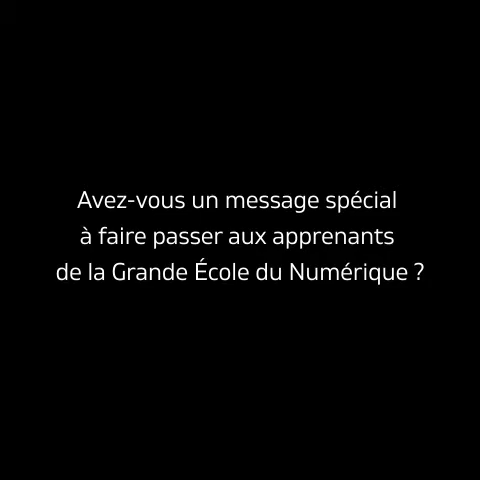 Avez-vous un message spécial
à faire passer aux apprenants
de la Grande École du Numérique ?